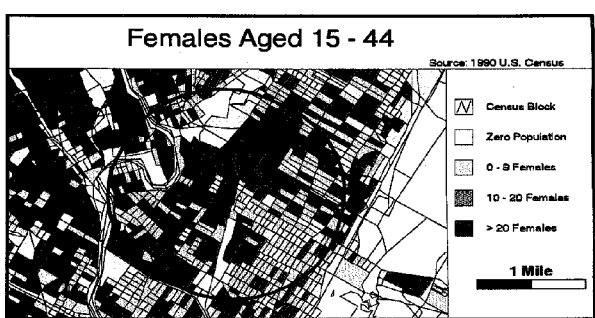 Females Aged 15 - 44
Source: 1990 U.S. Census
Census Block
Zero Population
0 - 9 Females
10 - 20 Females
> 20 Females
1 Mile